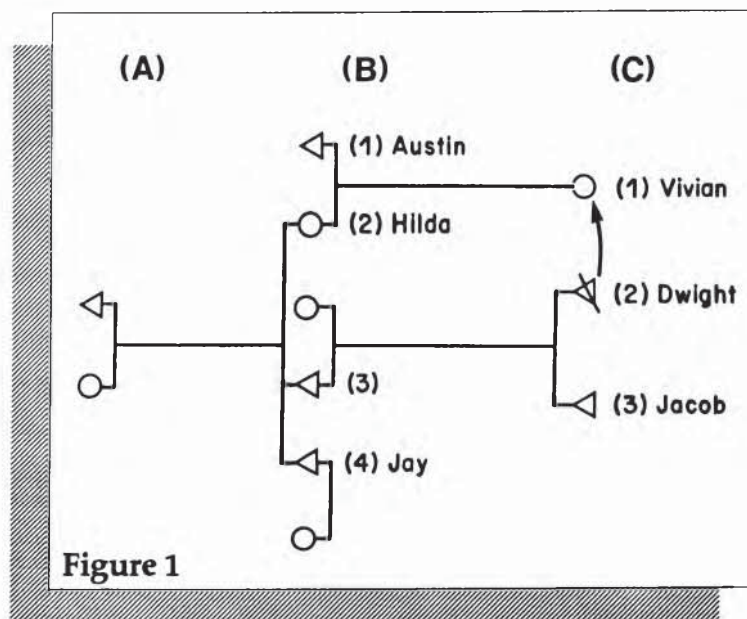 (A) (B) (C)
(1) Austin
(1) Vivian
(2) Hilda
(2) Dwight
(3)
(3) Jacob
(4) Jay
Figure 1